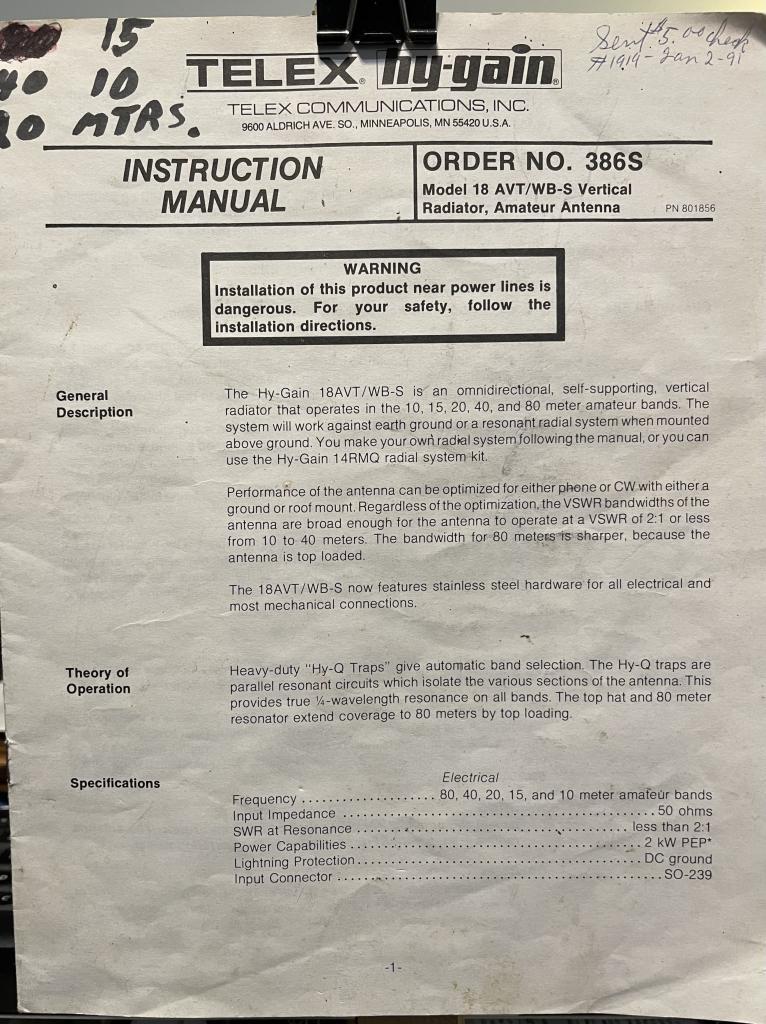 15
40 10
MTRS.
Sent $5.00 check
#1919 - Jan 2-91
TELEX® hy-gain®
TELEX COMMUNICATIONS, INC.
9600 ALDRICH AVE. SO., MINNEAPOLIS, MN 55420 U.S.A.
INSTRUCTION
MANUAL
ORDER NO. 386S
Model 18 AVT/WB-S Vertical
Radiator, Amateur Antenna PN 801856
WARNING
Installation of this product near power lines is
dangerous. For your safety, follow the
installation directions.
General
Description
The Hy-Gain 18AVT/WB-S is an omnidirectional, self-supporting, vertical
radiator that operates in the 10, 15, 20, 40, and 80 meter amateur bands. The
system will work against earth ground or a resonant radial system when mounted
above ground. You make your own radial system following the manual, or you can
use the Hy-Gain 14RMQ radial system kit.
Performance of the antenna can be optimized for either phone or CW with either a
ground or roof mount. Regardless of the optimization, the VSWR bandwidths of the
antenna are broad enough for the antenna to operate at a VSWR of 2:1 or less
from 10 to 40 meters. The bandwidth for 80 meters is sharper, because the
antenna is top loaded.
The 18AVT/WB-S now features stainless steel hardware for all electrical and
most mechanical connections.
Theory of
Operation
Heavy-duty "Hy-Q Traps" give automatic band selection. The Hy-Q traps are
parallel resonant circuits which isolate the various sections of the antenna. This
provides true ¼-wavelength resonance on all bands. The top hat and 80 meter
resonator extend coverage to 80 meters by top loading.
Specifications
Electrical
Frequency .................... 80, 40, 20, 15, and 10 meter amateur bands
Input Impedance ................................................ 50 ohms
SWR at Resonance ......................................... less than 2:1
Power Capabilities ............................................ 2 kW PEP*
Lightning Protection ........................................... DC ground
Input Connector ................................................. SO-239
-1-